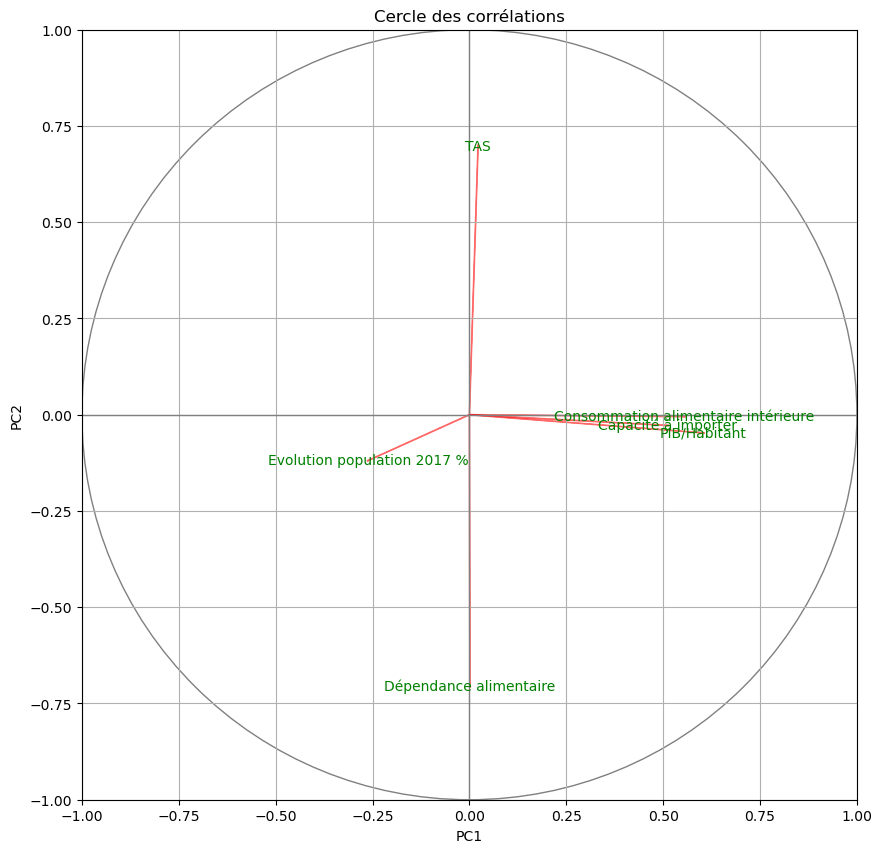 Cercle des corrélations
1.00
0.75
TAS
0.50
0.25
PC2
0.00
Consommation alimentaire intérieure
Capacité à importer
PIB/Habitant
Evolution population 2017 %
−0.25
−0.50
Dépendance alimentaire
−0.75
−1.00
−1.00 −0.75 −0.50 −0.25 0.00 0.25 0.50 0.75 1.00
PC1